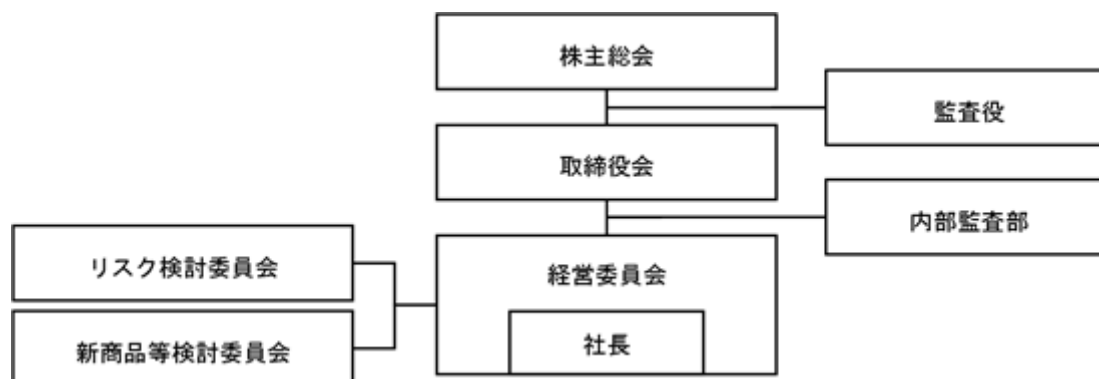 株主総会
監査役
取締役会
内部監査部
リスク検討委員会
経営委員会
新商品等検討委員会
社長